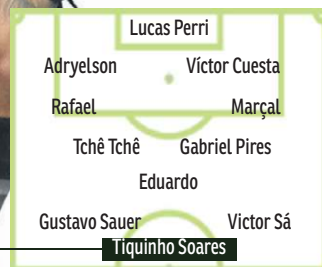 Lucas Perri
Adryelson Víctor Cuesta
Rafael Marçal
Tchê Tchê Gabriel Pires
Eduardo
Gustavo Sauer Victor Sá
Tiquinho Soares